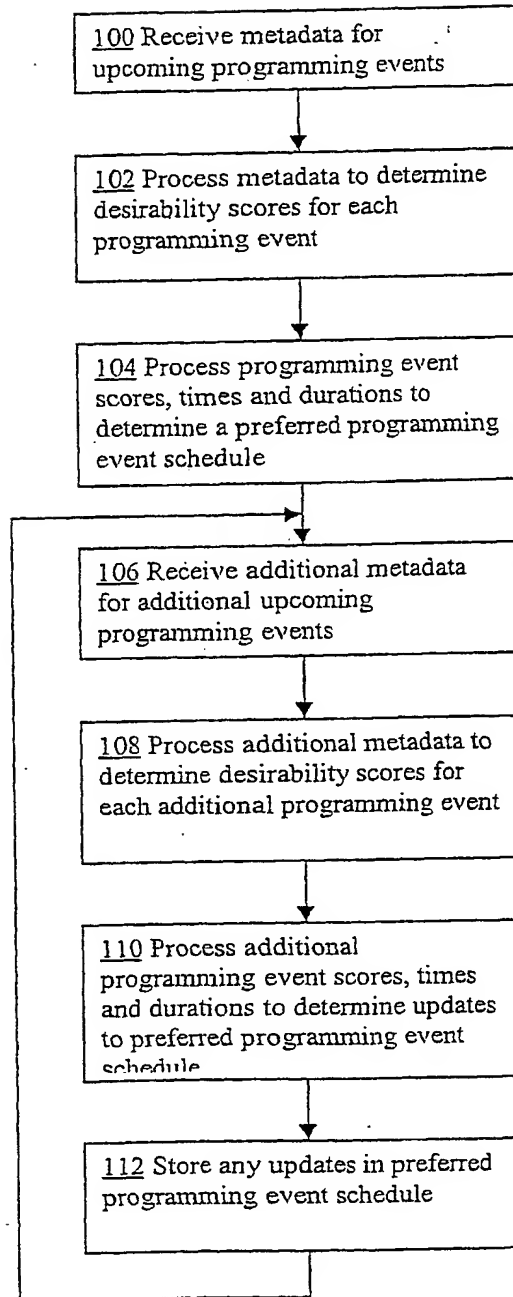 100 Receive metadata for
upcoming programming events
102 Process metadata to determine
desirability scores for each
programming event
104 Process programming event
scores, times and durations to
determine a preferred programming
event schedule
106 Receive additional metadata
for additional upcoming
programming events
108 Process additional metadata to
determine desirability scores for
each additional programming event
110 Process additional
programming event scores, times
and durations to determine updates
to preferred programming event
schedule
112 Store any updates in preferred
programming event schedule